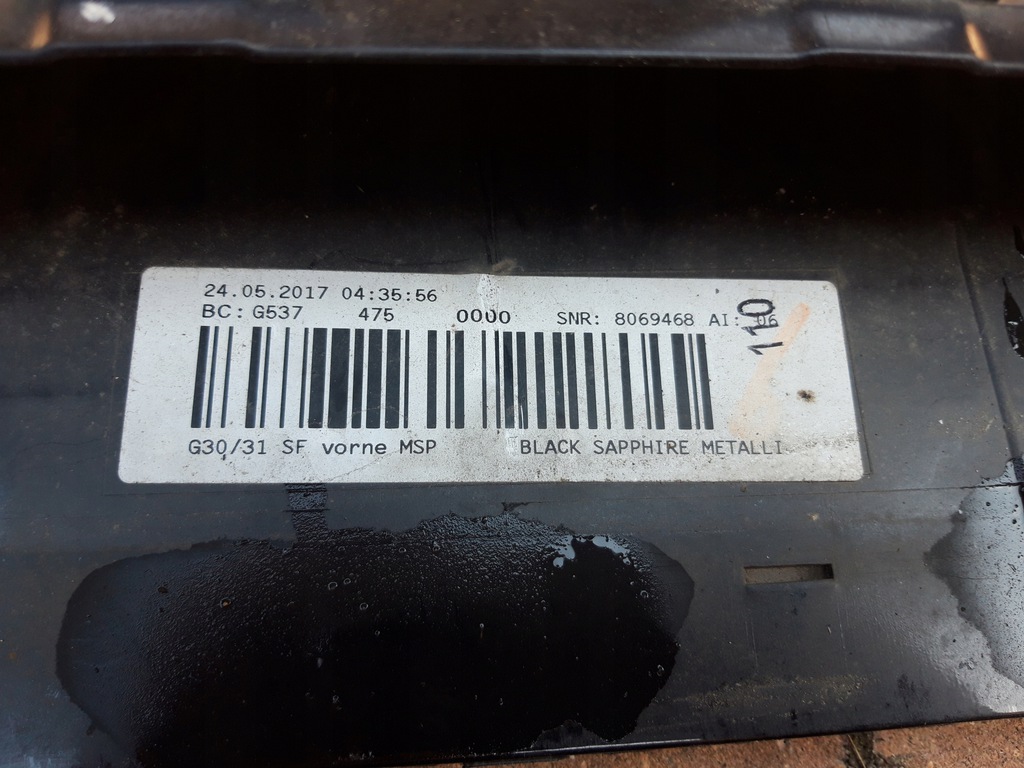 24.05.2017 04:35:56
BC: G537 475 0000 SNR: 8069468 AI: 06
110
G30/31 SF vorne MSP BLACK SAPPHIRE METALLI